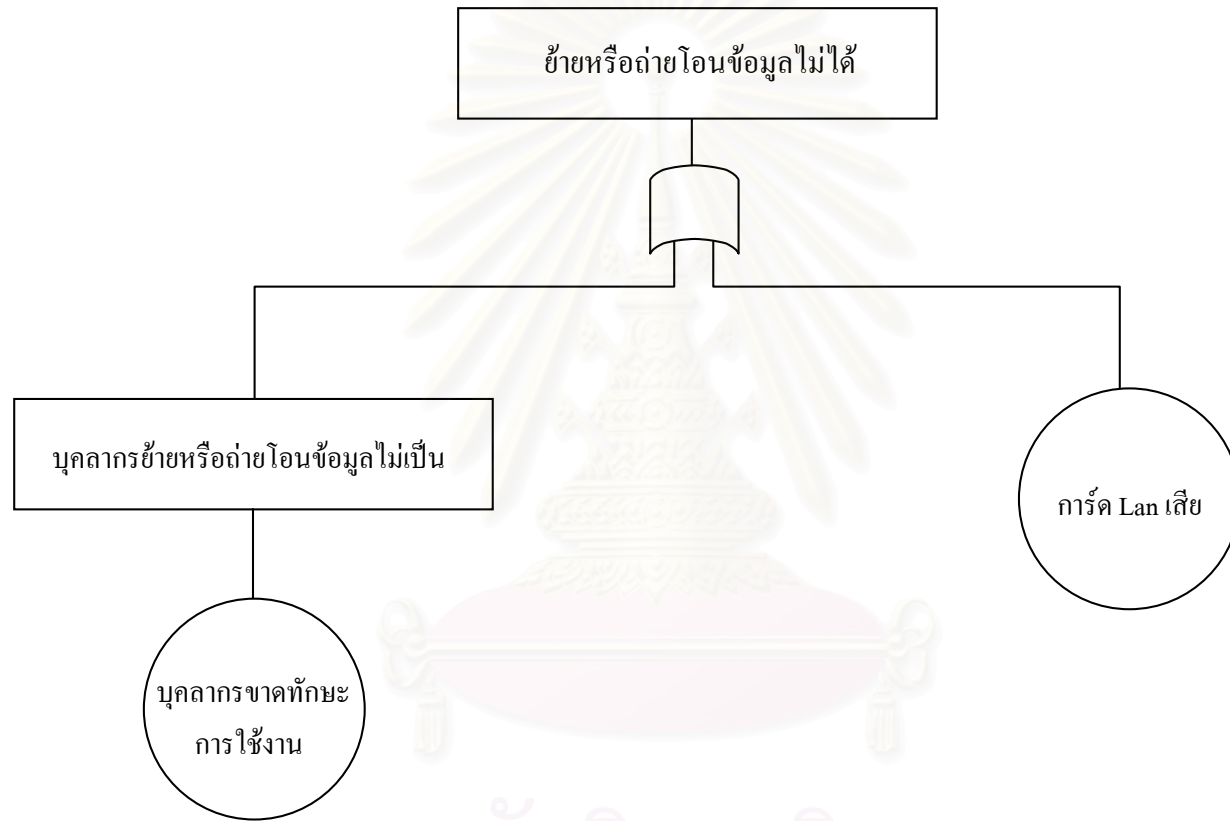 ย้ายหรือถ่ายโอนข้อมูลไม่ได้
บุคลากรย้ายหรือถ่ายโอนข้อมูลไม่เป็น
การ์ด Lan เสีย
บุคลากรขาดทักษะ
การใช้งาน